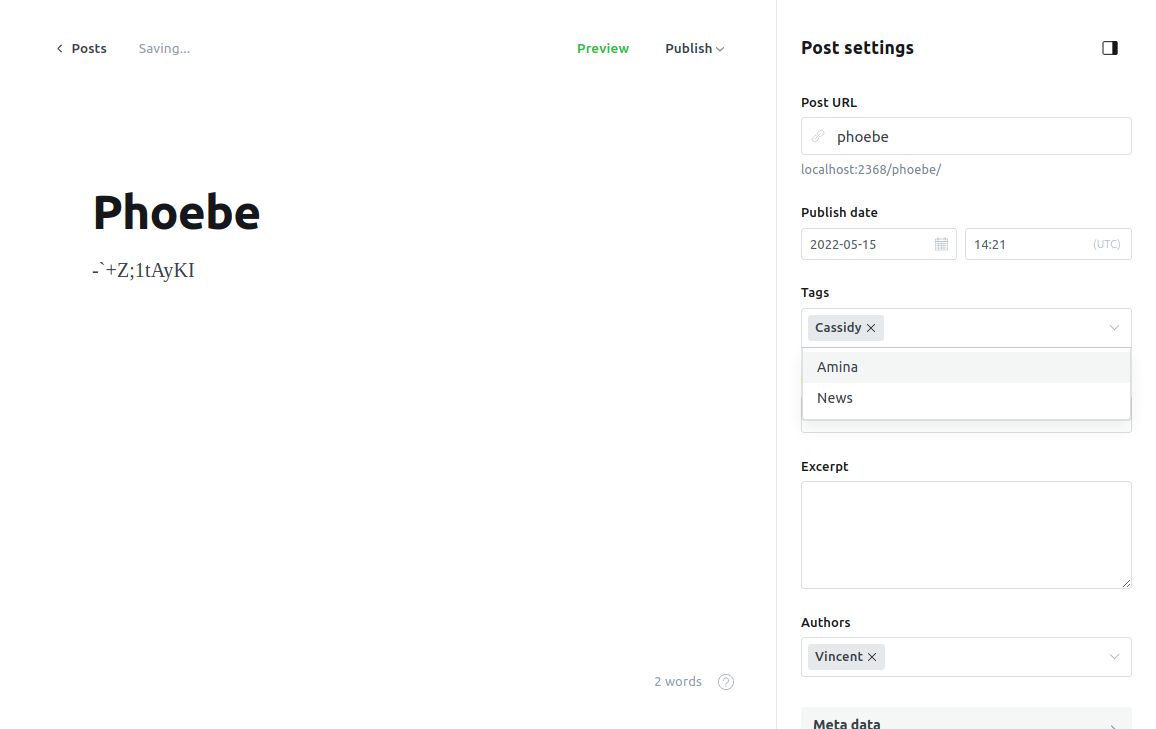 Posts Saving... Preview Publish
Post settings
Post URL
phoebe
localhost:2368/phoebe/
Phoebe
-`+Z;1tAyKI
Publish date
2022-05-15 14:21 (UTC)
Tags
Cassidy
Amina
News
Excerpt
Authors
Vincent
2 words ?
Meta data